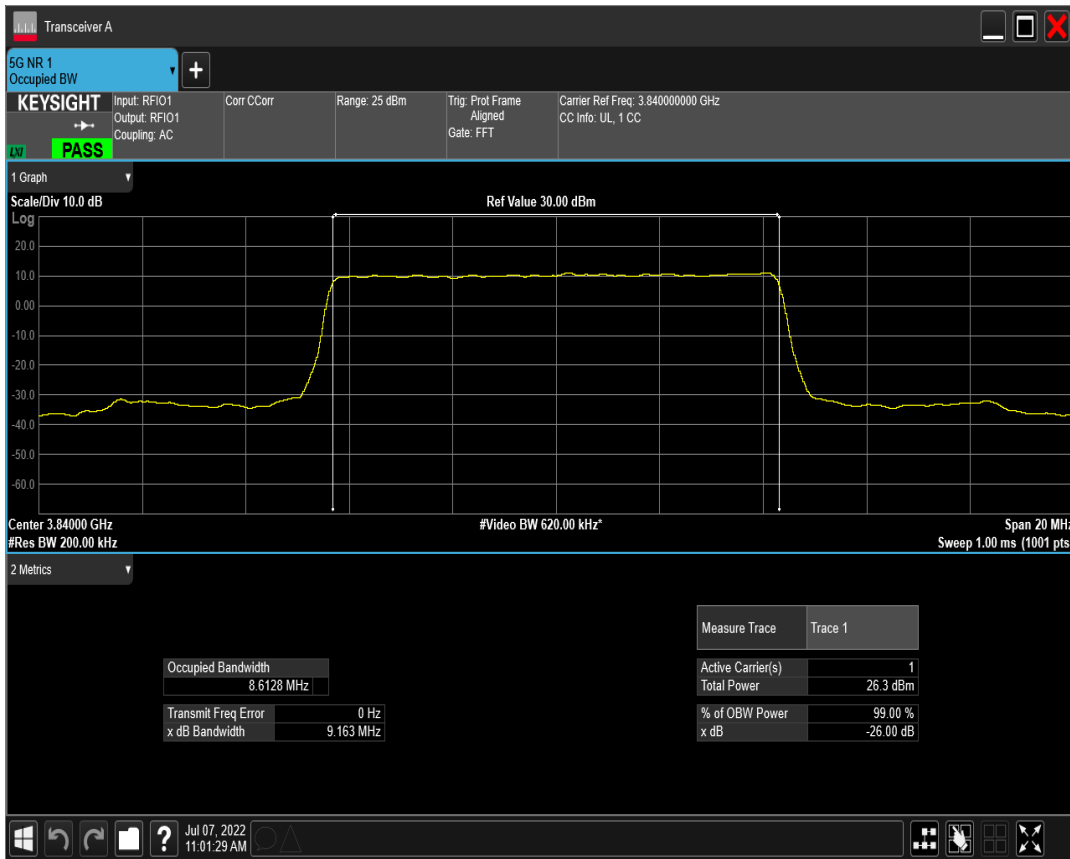 Transceiver A
5G NR 1
Occupied BW
+
KEYSIGHT
LXI
PASS
Input: RFIO1
Output: RFIO1
Coupling: AC
Corr CCorr
Range: 25 dBm
Trig: Prot Frame
Aligned
Gate: FFT
Carrier Ref Freq: 3.840000000 GHz
CC Info: UL, 1 CC
1 Graph
Scale/Div 10.0 dB
Ref Value 30.00 dBm
Log
20.0
10.0
0.00
-10.0
-20.0
-30.0
-40.0
-50.0
-60.0
Center 3.84000 GHz
#Video BW 620.00 kHz*
Span 20 MHz
#Res BW 200.00 kHz
Sweep 1.00 ms (1001 pts
2 Metrics
Measure Trace Trace 1
Occupied Bandwidth
8.6128 MHz
Active Carrier(s) 1
Total Power 26.3 dBm
Transmit Freq Error 0 Hz
x dB Bandwidth 9.163 MHz
% of OBW Power 99.00 %
x dB -26.00 dB
?
Jul 07, 2022
11:01:29 AM